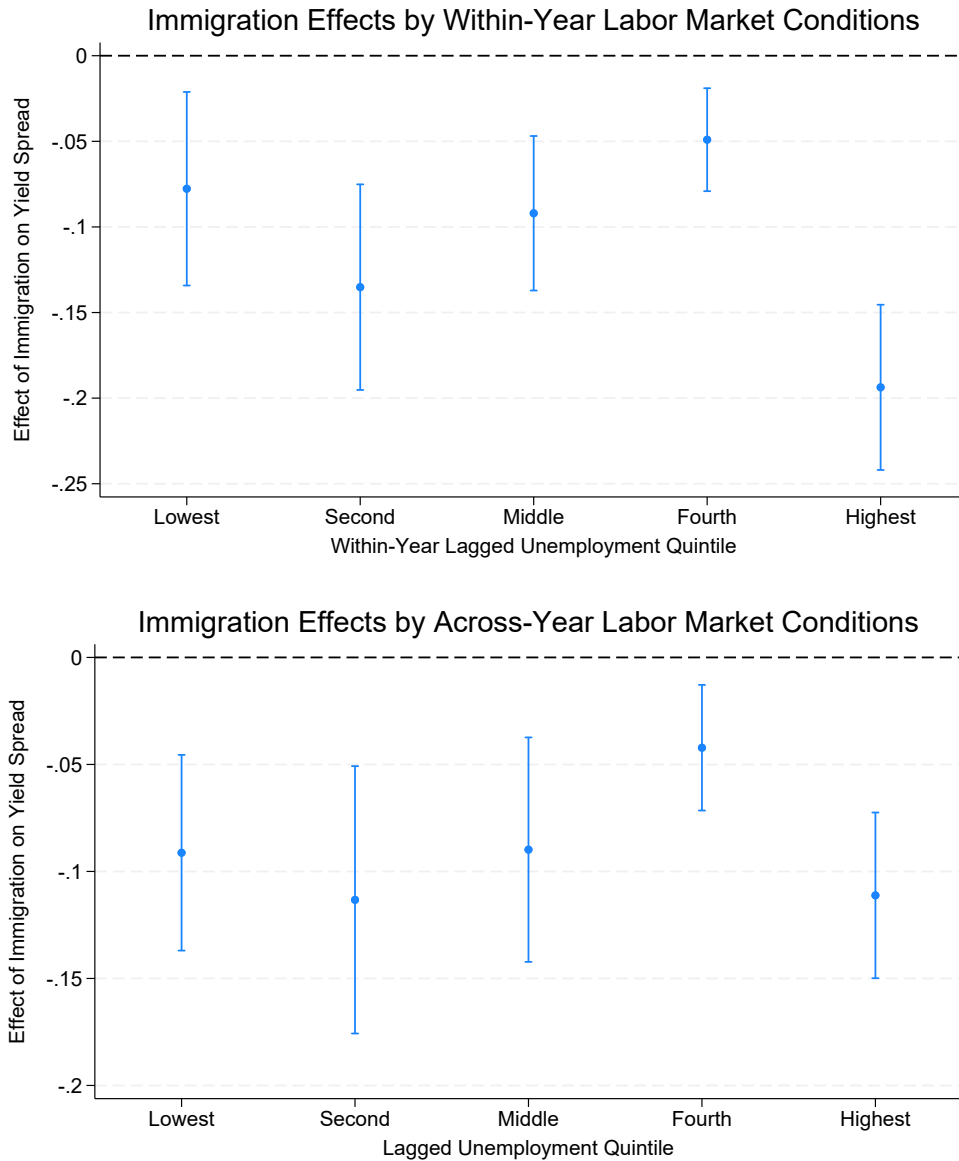 Immigration Effects by Within-Year Labor Market Conditions
Effect of Immigration on Yield Spread
0
-.05
-.1
-.15
-.2
-.25
Lowest Second Middle Fourth Highest
Within-Year Lagged Unemployment Quintile
Immigration Effects by Across-Year Labor Market Conditions
Effect of Immigration on Yield Spread
0
-.05
-.1
-.15
-.2
Lowest Second Middle Fourth Highest
Lagged Unemployment Quintile